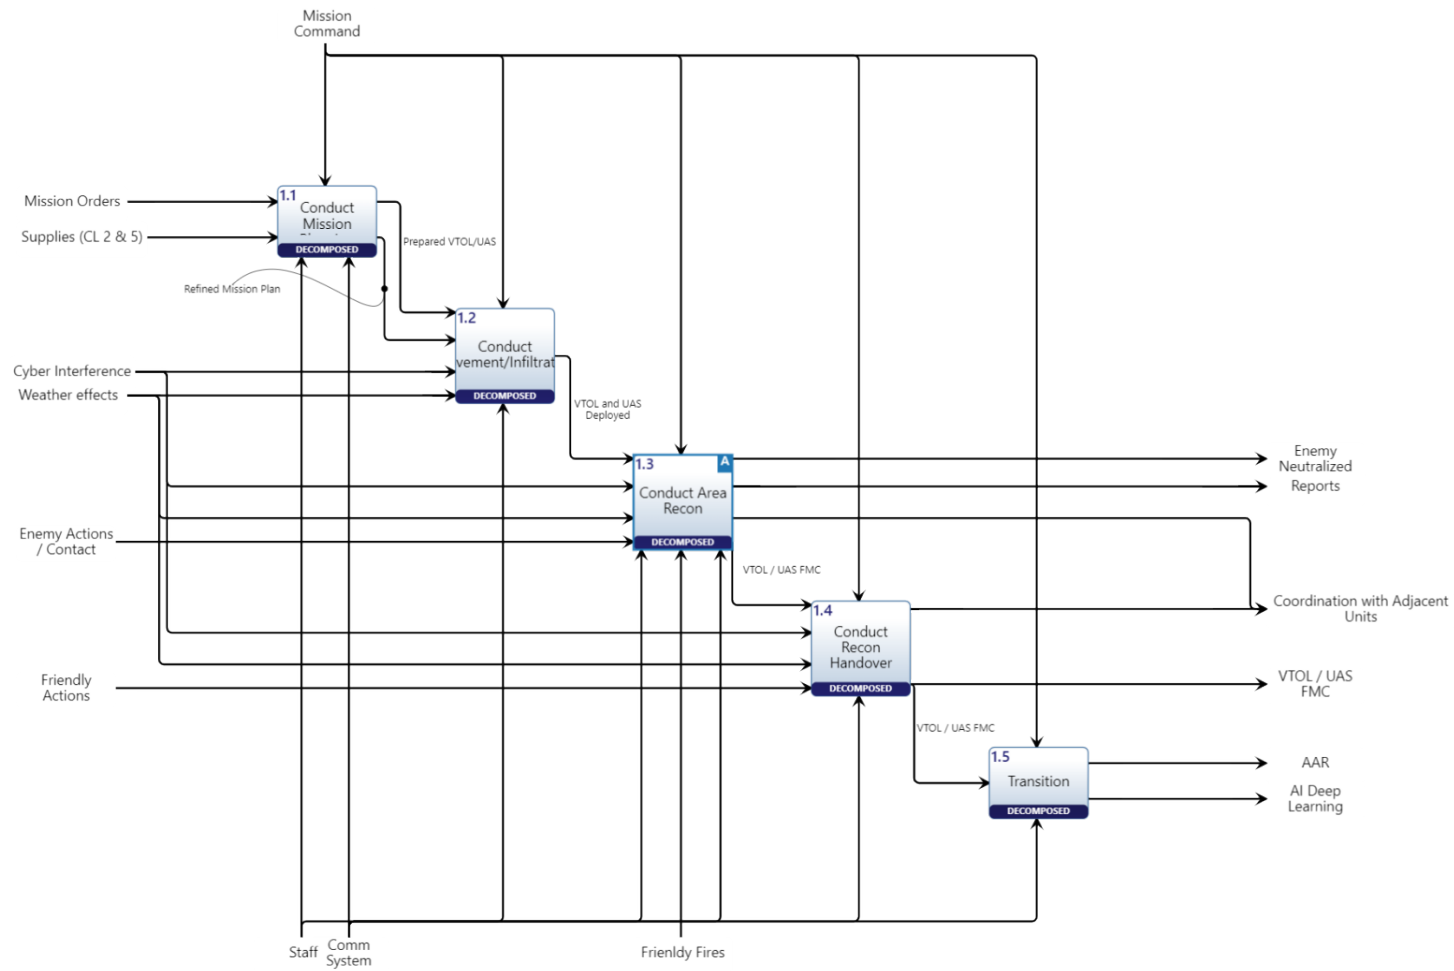 Mission
Command
1.1
Conduct
Mission
DECOMPOSED
Mission Orders
Supplies (CL 2 & 5)
Prepared VTOL/UAS
Refined Mission Plan
1.2
Conduct
vement/Infiltrat
DECOMPOSED
Cyber Interference
Weather effects
VTOL and UAS
Deployed
1.3
A
Conduct Area
Recon
DECOMPOSED
Enemy
Neutralized
Reports
Enemy Actions
/ Contact
VTOL / UAS FMC
1.4
Conduct
Recon
Handover
DECOMPOSED
Coordination with Adjacent
Units
Friendly
Actions
VTOL / UAS
FMC
VTOL / UAS FMC
1.5
Transition
DECOMPOSED
AAR
AI Deep
Learning
Staff
Comm
System
Frienldy Fires